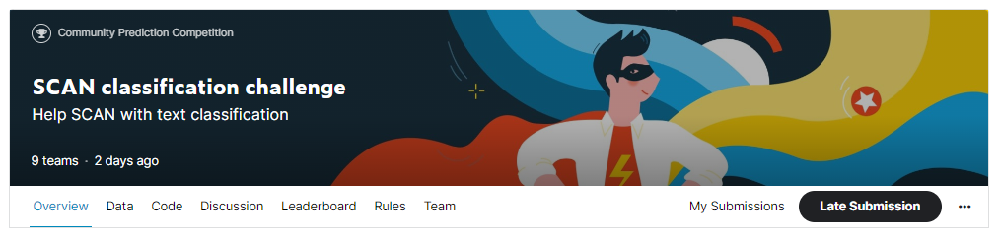 Community Prediction Competition
SCAN classification challenge
Help SCAN with text classification
9 teams · 2 days ago
Overview Data Code Discussion Leaderboard Rules Team My Submissions Late Submission ...